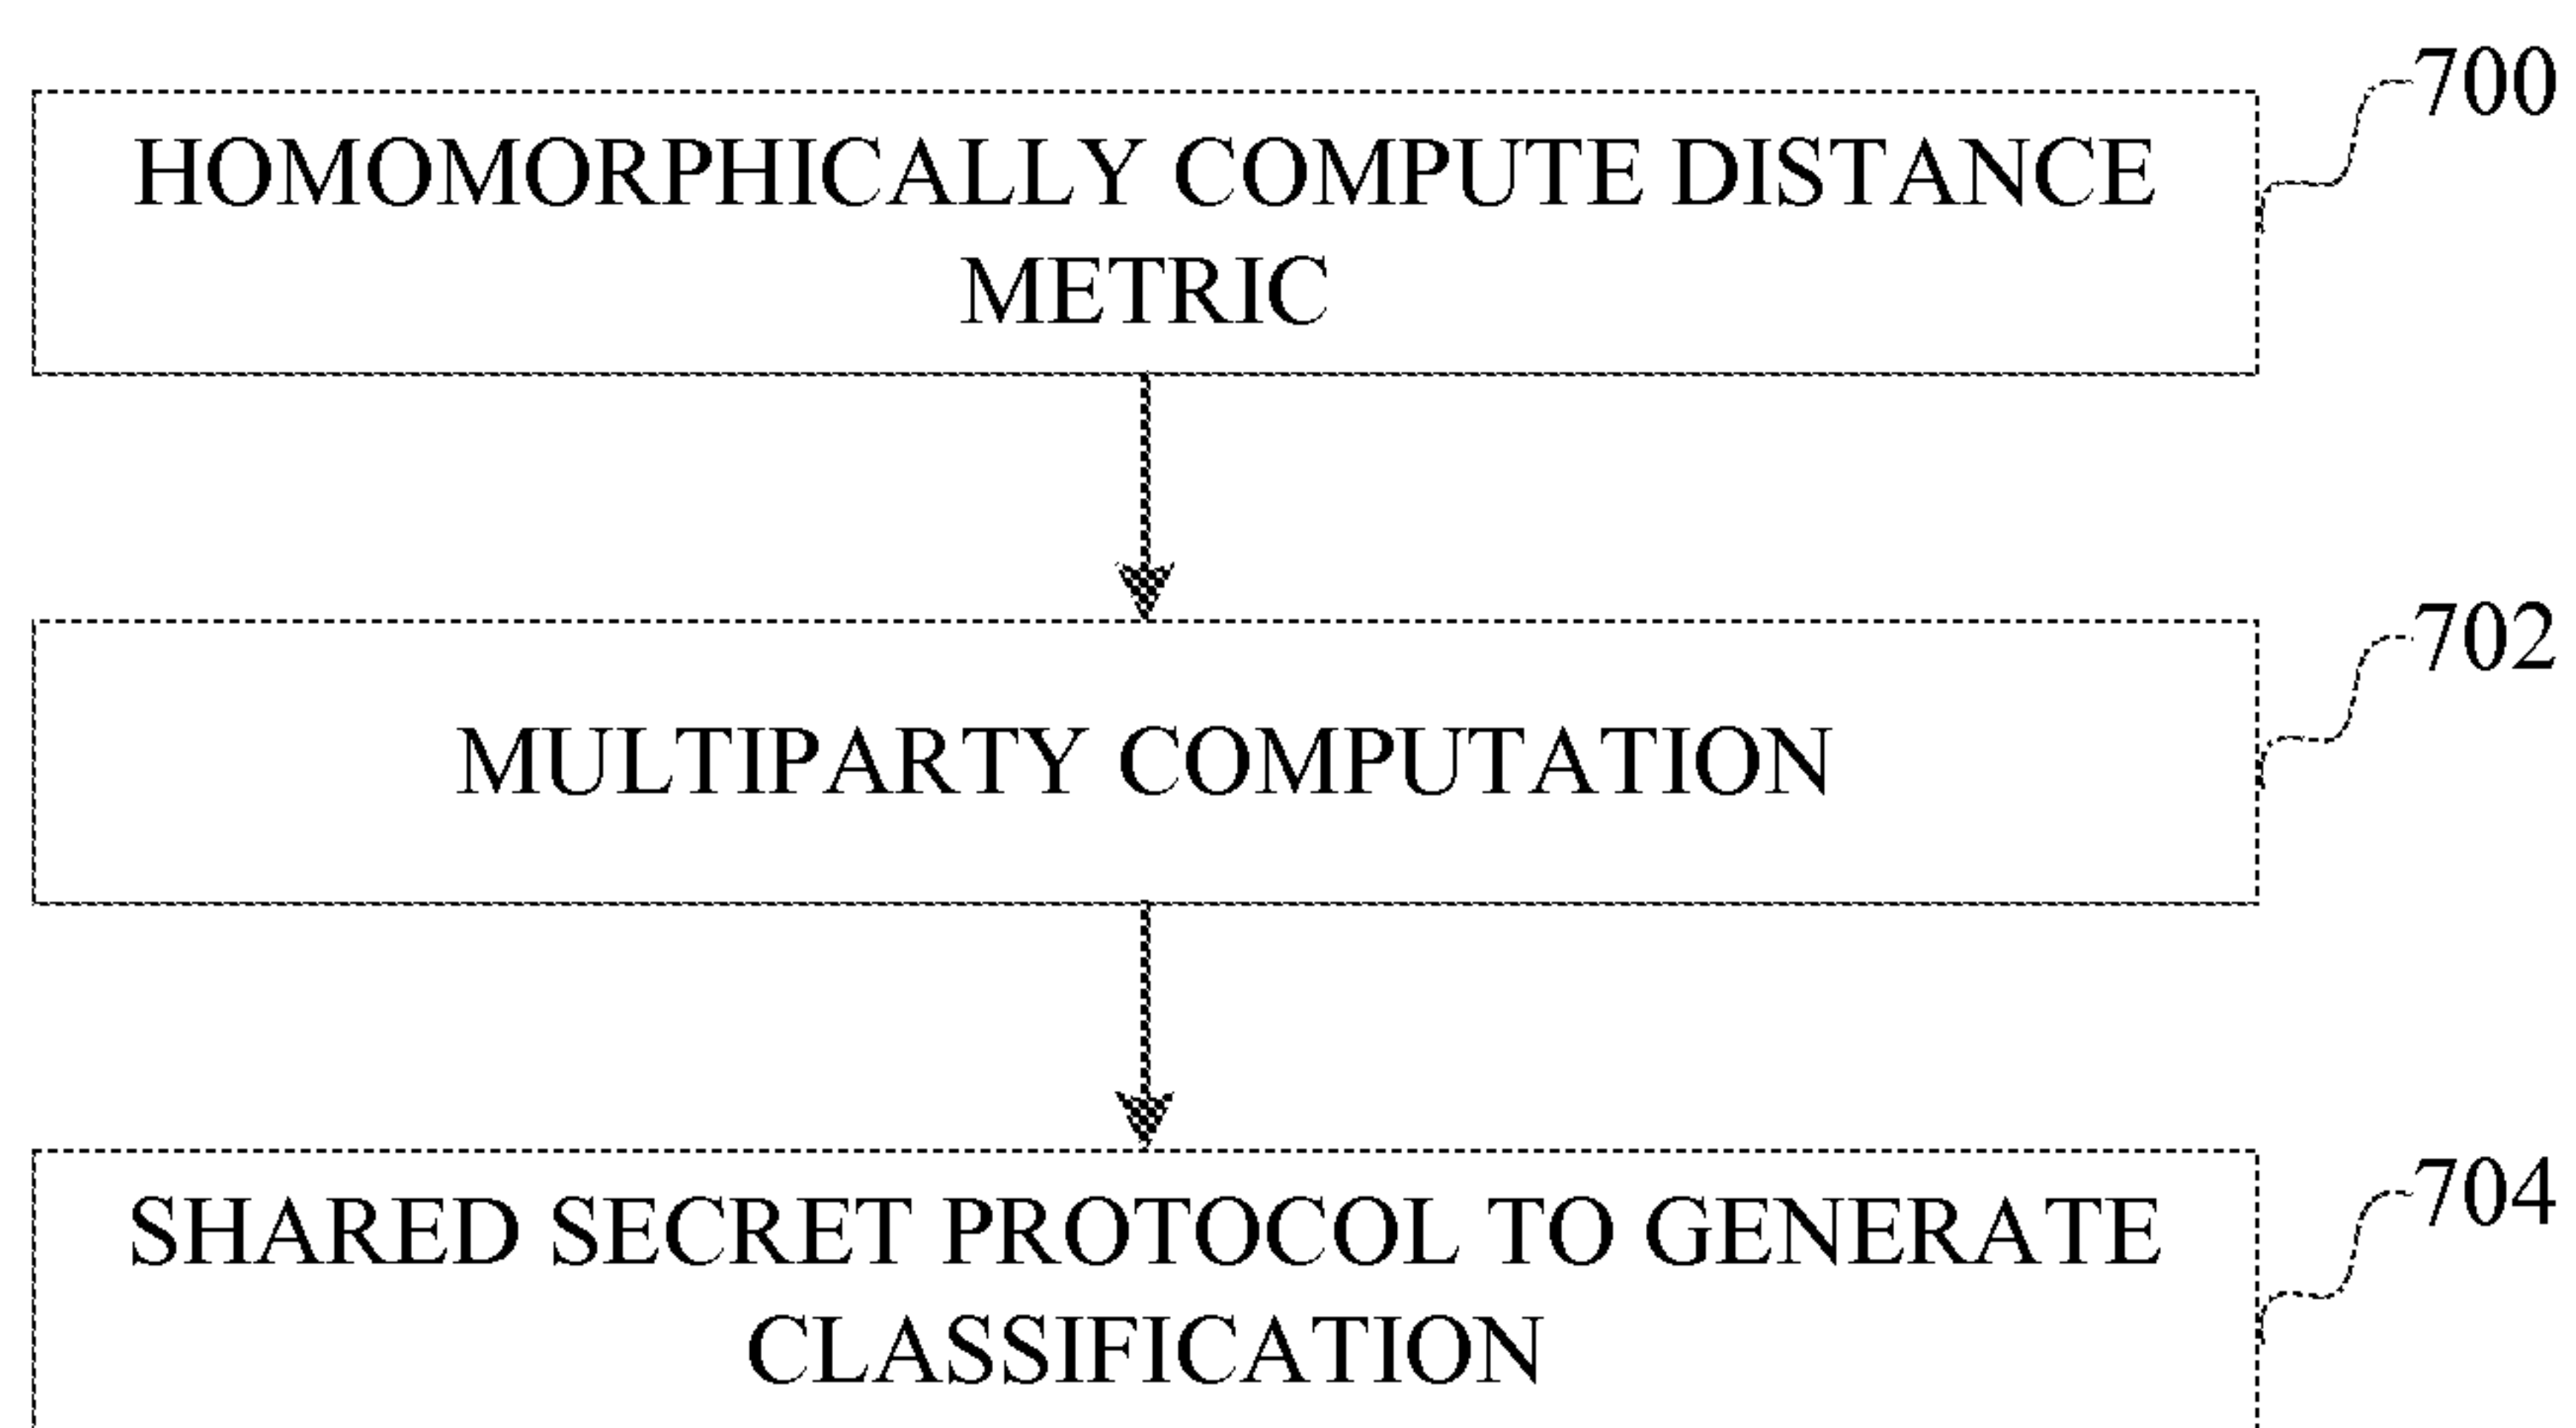 700
HOMOMORPHICALLY COMPUTE DISTANCE
METRIC
702
MULTIPARTY COMPUTATION
704
SHARED SECRET PROTOCOL TO GENERATE
CLASSIFICATION